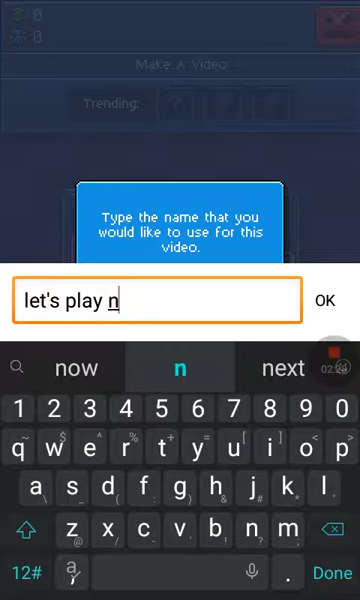 0
0
Make A Video
Trending:
?
Type the name that you
would like to use for this
video.
let's play n
OK
now n next
02:24
1 2 3 4 5 6 7 8 9 0
q w e r t y u i o p
a s d f g h j k l
z x c v b n m
12# , . Done